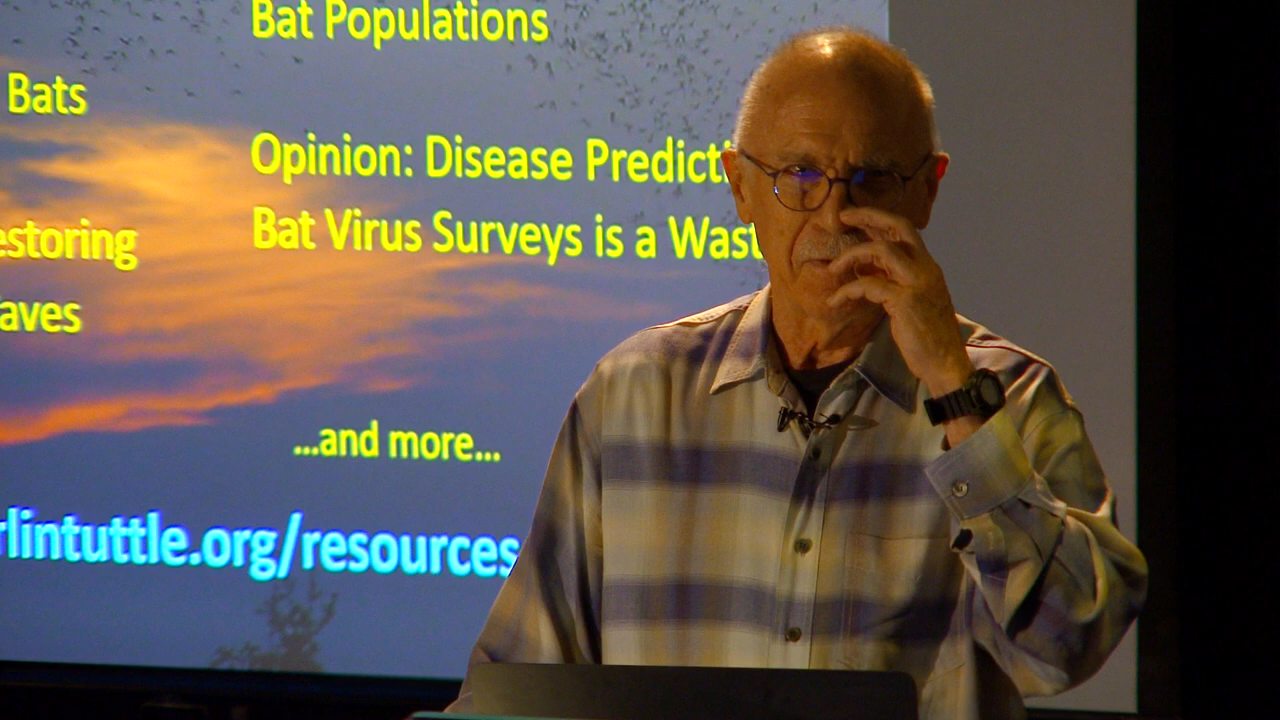 Bat Populations
Bats
Opinion: Disease Predicti
Bat Virus Surveys is a Wast
estoring
aves
...and more...
rlintuttle.org/resources